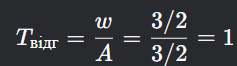 T_відг = w/A = (3/2)/(3/2) = 1